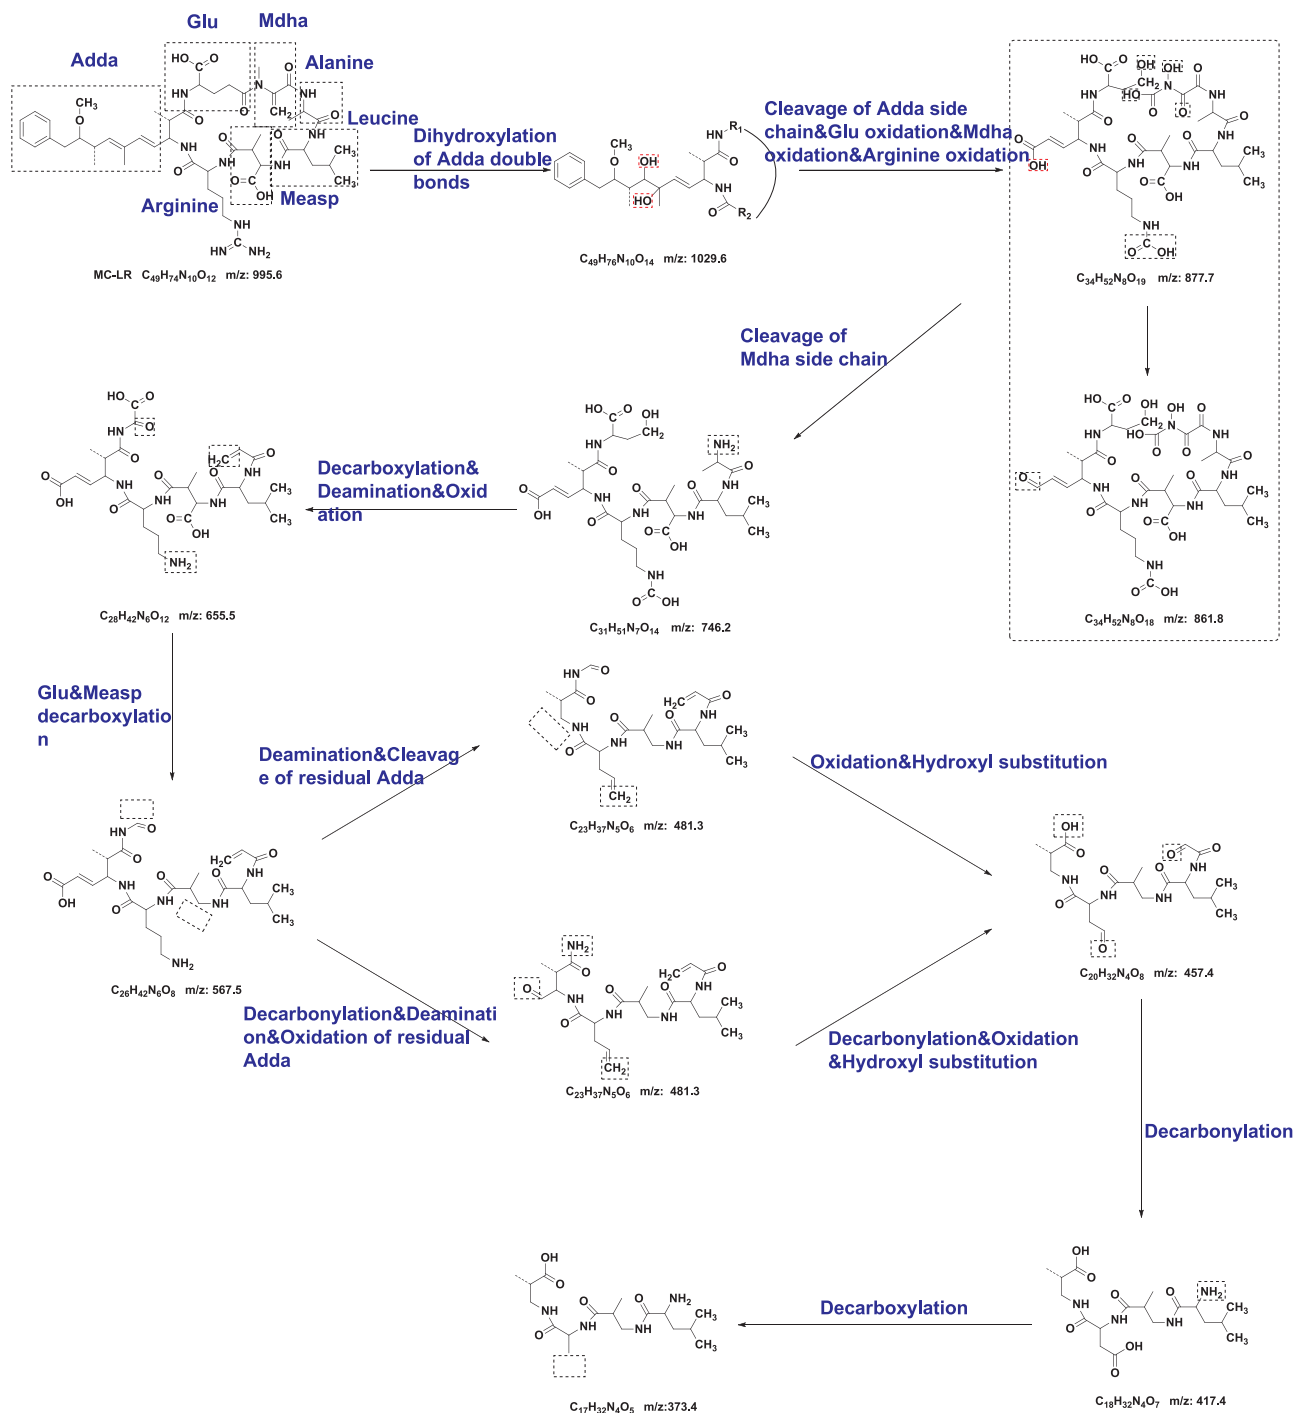 Glu
Mdha
Adda
Alanine
Leucine
Measp
Arginine
MC-LR C49H74N10O12 m/z: 995.6
Dihydroxylation
of Adda double
bonds
C49H76N10O14 m/z: 1029.6
Cleavage of Adda side
chain&Glu oxidation&Mdha
oxidation&Arginine oxidation
C34H52N8O19 m/z: 877.7
C34H52N8O18 m/z: 861.8
Cleavage of
Mdha side chain
C31H51N7O14 m/z: 746.2
Decarboxylation&
Deamination&Oxid
ation
C28H42N6O12 m/z: 655.5
Glu&Measp
decarboxylatio
n
C26H42N6O8 m/z: 567.5
Deamination&Cleavag
e of residual Adda
C23H37N5O6 m/z: 481.3
Decarbonylation&Deaminati
on&Oxidation of residual
Adda
C23H37N5O6 m/z: 481.3
Oxidation&Hydroxyl substitution
Decarbonylation&Oxidation
&Hydroxyl substitution
C20H32N4O8 m/z: 457.4
Decarbonylation
C18H32N4O7 m/z: 417.4
Decarboxylation
C17H32N4O5 m/z:373.4